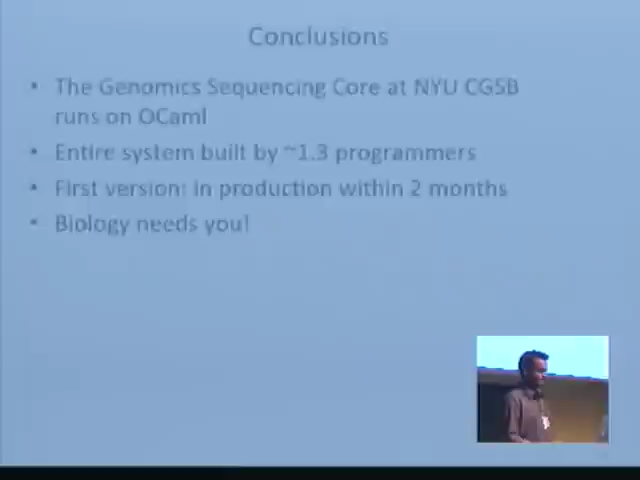 Conclusions
• The Genomics Sequencing Core at NYU CGSB
runs on OCaml
• Entire system built by ~1.3 programmers
• First version: in production within 2 months
• Biology needs you!